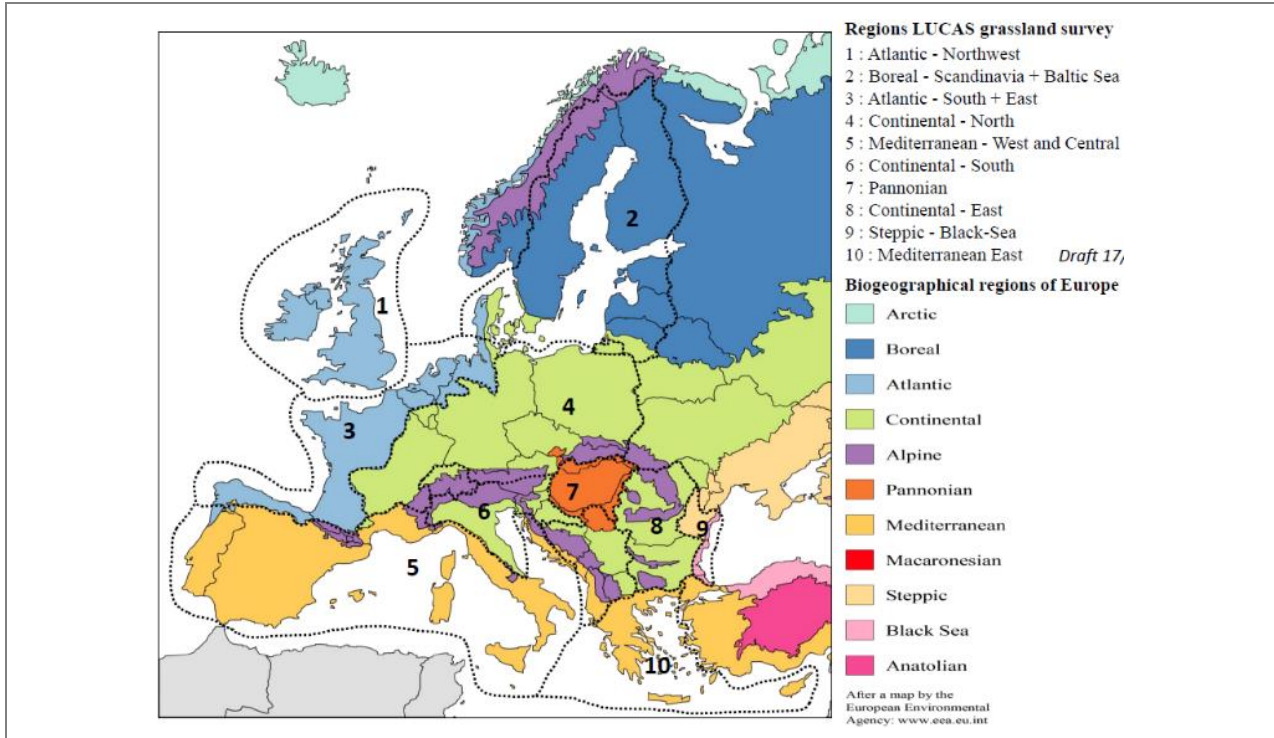 Regions LUCAS grassland survey
1 : Atlantic - Northwest
2 : Boreal - Scandinavia + Baltic Sea
3 : Atlantic - South + East
4 : Continental - North
5 : Mediterranean - West and Central
6 : Continental - South
7 : Pannonian
8 : Continental - East
9 : Steppic - Black-Sea
10 : Mediterranean East Draft 17/
Biogeographical regions of Europe
Arctic
Boreal
Atlantic
Continental
Alpine
Pannonian
Mediterranean
Macaronesian
Steppic
Black Sea
Anatolian
After a map by the
European Environmental
Agency: www.eea.eu.int
2
1
4
3
7
6
8
9
5
10